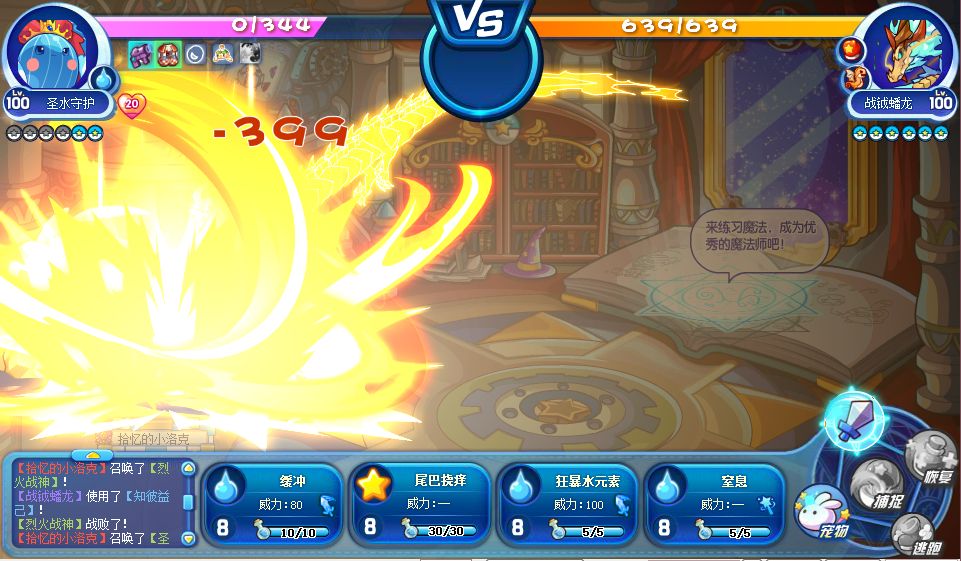 0/344
VS
639/639
Lv.
100 圣水守护
20
战钺蟠龙
Lv.
100
-399
来练习魔法，成为优
秀的魔法师吧！
拾忆的小洛克
【拾忆的小洛克】召唤了【烈
火战神】！
【战钺蟠龙】使用了【知彼益
己】！
【烈火战神】战败了！
【拾忆的小洛克】召唤了【圣
缓冲
威力：80
8
10/10
尾巴挠痒
威力：—
8
30/30
狂暴水元素
威力：100
8
5/5
窒息
威力：—
8
5/5
宠物
捕捉
恢复
逃跑